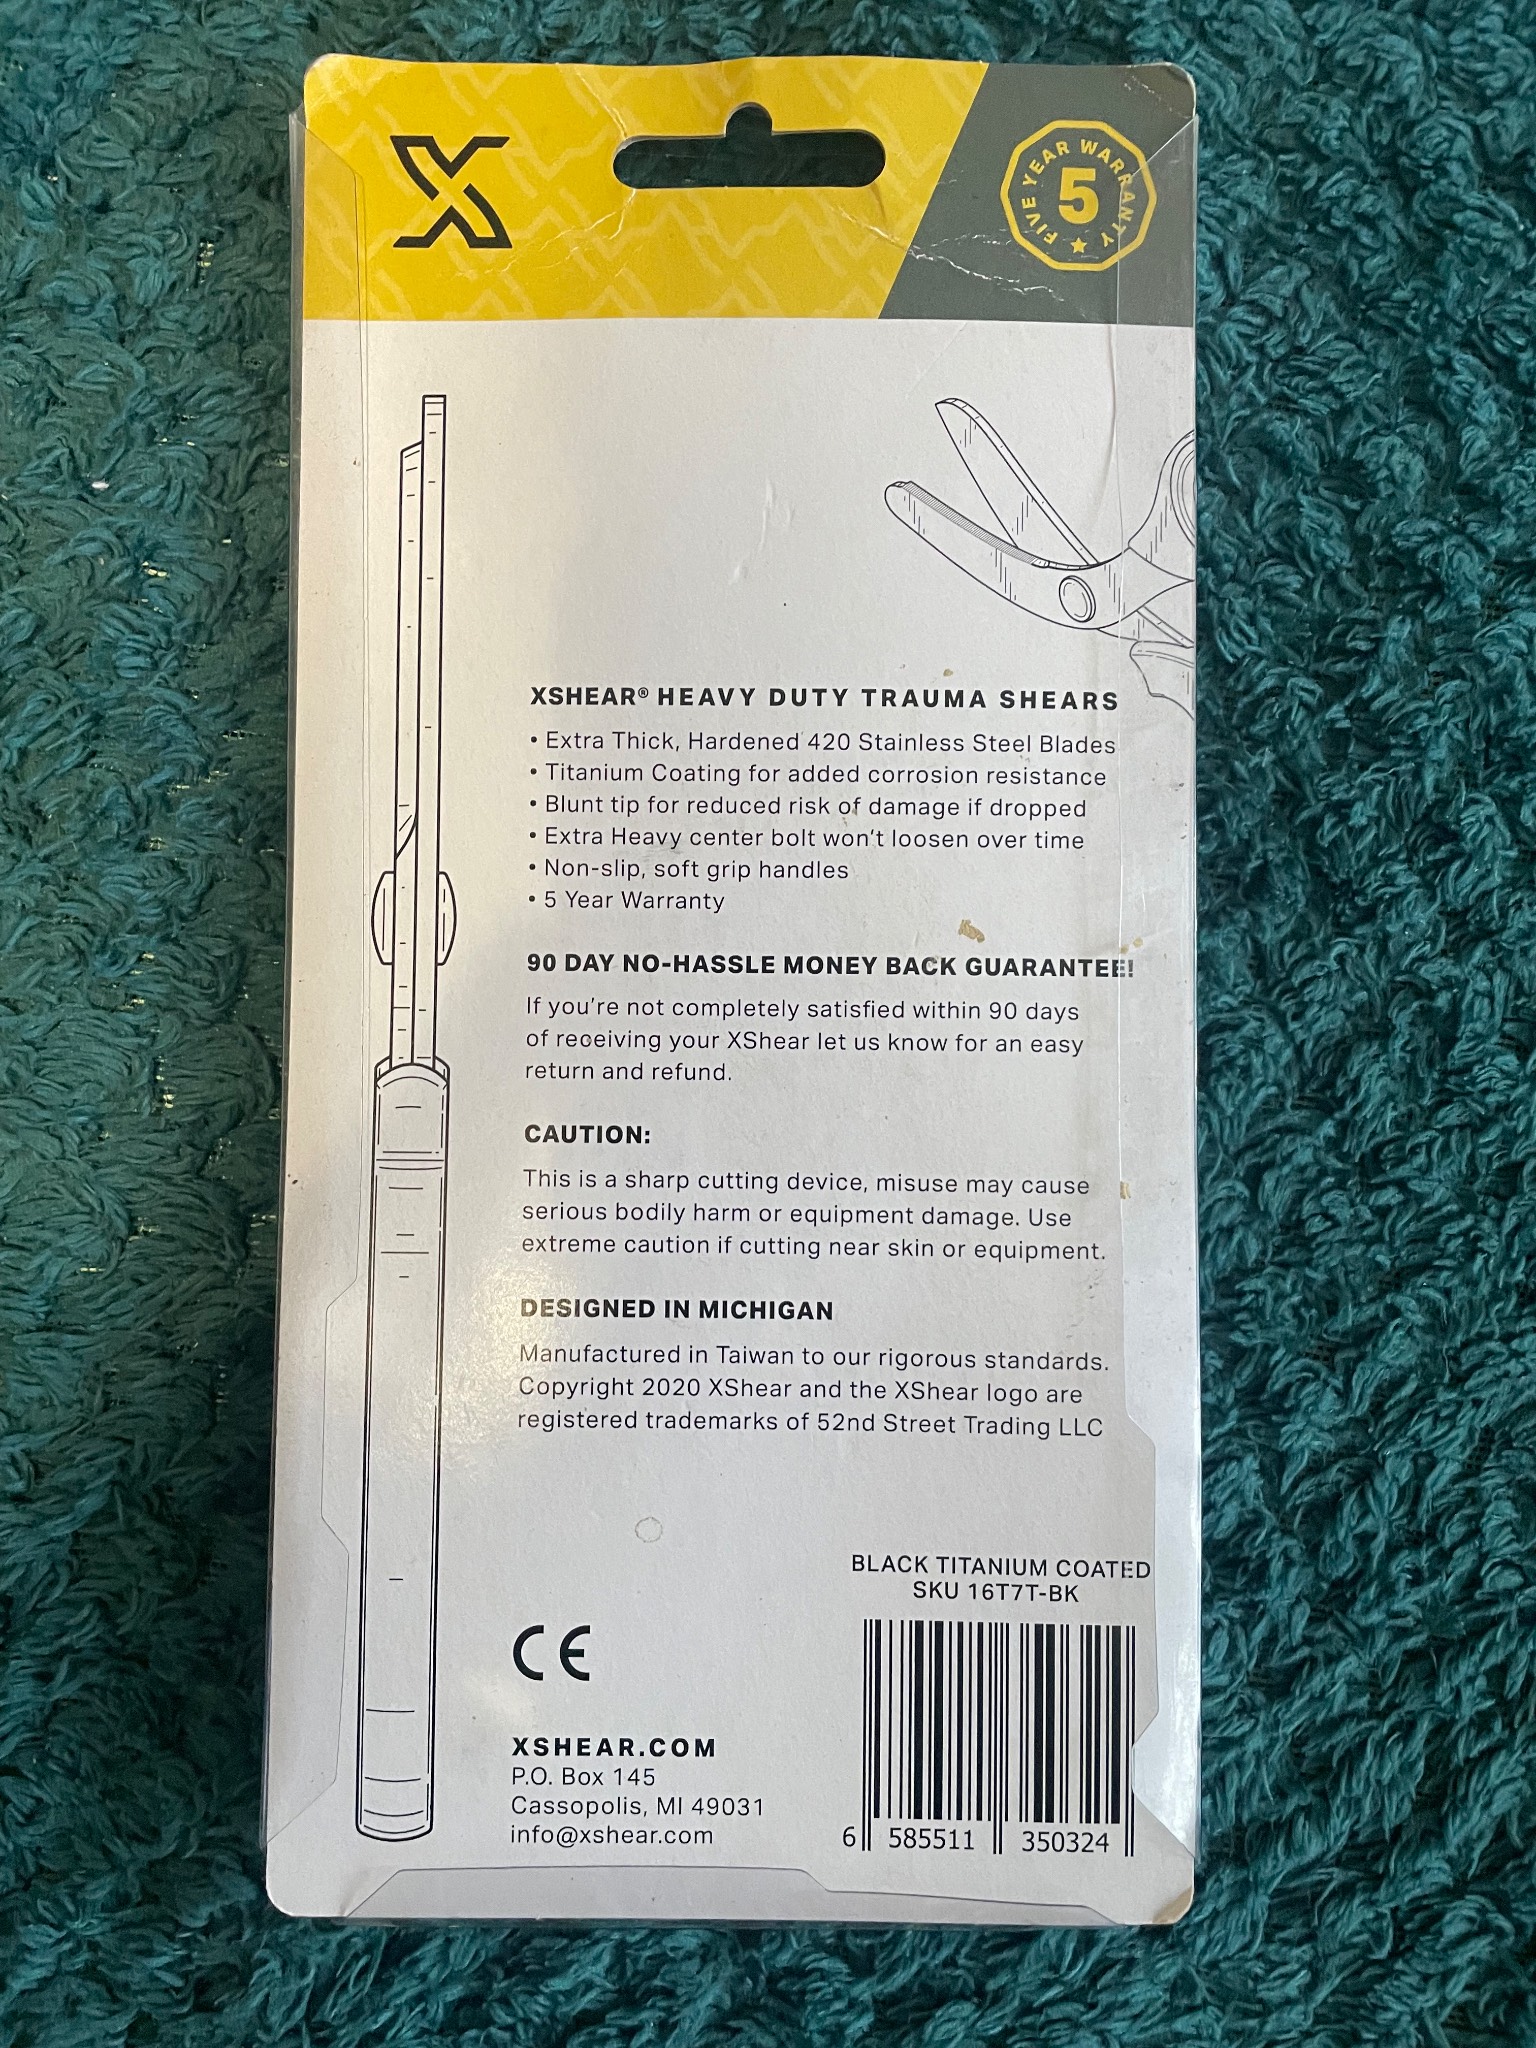 X
FIVE YEAR WARRANTY
5
XSHEAR® HEAVY DUTY TRAUMA SHEARS
• Extra Thick, Hardened 420 Stainless Steel Blades
• Titanium Coating for added corrosion resistance
• Blunt tip for reduced risk of damage if dropped
• Extra Heavy center bolt won't loosen over time
• Non-slip, soft grip handles
• 5 Year Warranty
90 DAY NO-HASSLE MONEY BACK GUARANTEE!
If you're not completely satisfied within 90 days
of receiving your XShear let us know for an easy
return and refund.
CAUTION:
This is a sharp cutting device, misuse may cause
serious bodily harm or equipment damage. Use
extreme caution if cutting near skin or equipment.
DESIGNED IN MICHIGAN
Manufactured in Taiwan to our rigorous standards.
Copyright 2020 XShear and the XShear logo are
registered trademarks of 52nd Street Trading LLC
BLACK TITANIUM COATED
SKU 16T7T-BK
CE
XSHEAR.COM
P.O. Box 145
Cassopolis, MI 49031
info@xshear.com
6 585511 350324